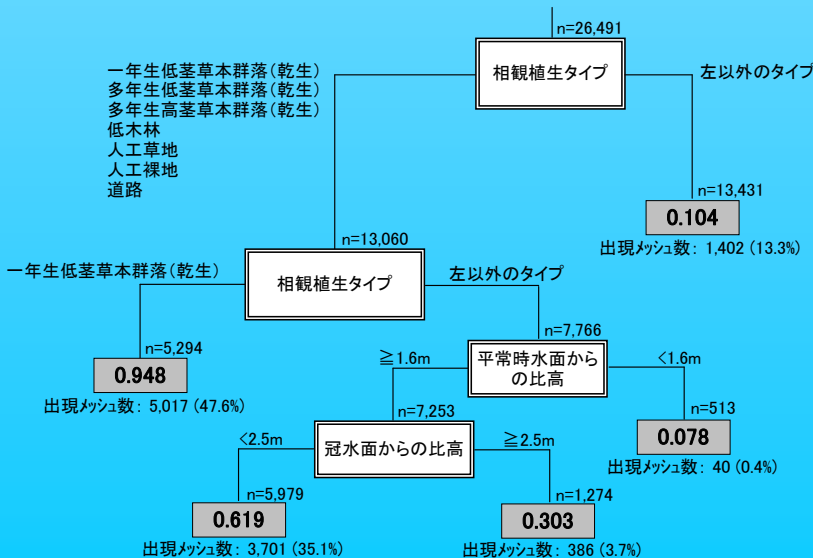 n=26,491
相観植生タイプ
一年生低茎草本群落(乾生)
多年生低茎草本群落(乾生)
多年生高茎草本群落(乾生)
低木林
人工草地
人工裸地
道路
左以外のタイプ
n=13,431
0.104
出現メッシュ数: 1,402 (13.3%)
n=13,060
相観植生タイプ
一年生低茎草本群落(乾生)
左以外のタイプ
n=5,294
0.948
出現メッシュ数: 5,017 (47.6%)
n=7,766
平常時水面から
の比高
≧1.6m
<1.6m
n=513
0.078
出現メッシュ数: 40 (0.4%)
n=7,253
冠水面からの比高
<2.5m
≧2.5m
n=5,979
0.619
出現メッシュ数: 3,701 (35.1%)
n=1,274
0.303
出現メッシュ数: 386 (3.7%)